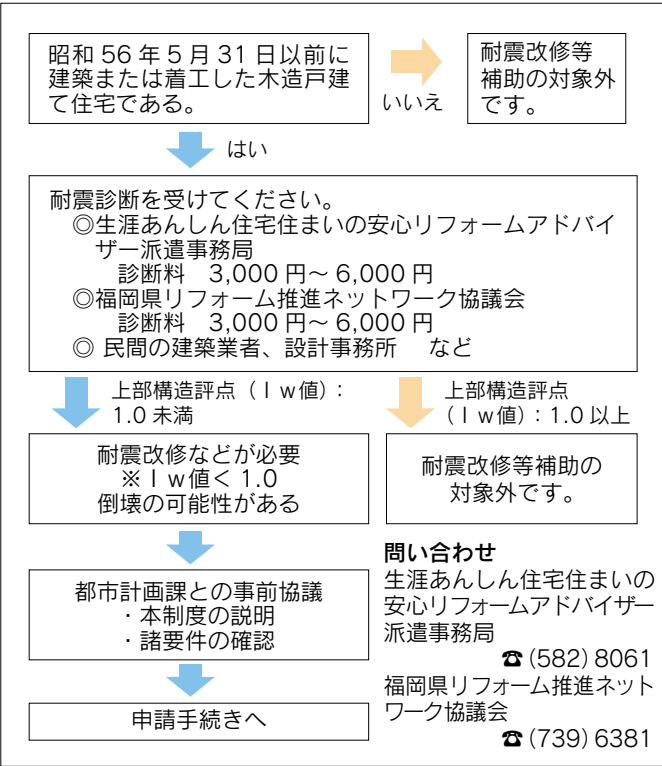 昭和 56 年 5 月 31 日以前に
建築または着工した木造戸建
て住宅である。
いいえ
耐震改修等
補助の対象外
です。
はい
耐震診断を受けてください。
◎生涯あんしん住宅住まいの安心リフォームアドバイ
ザー派遣事務局
診断料　3,000 円～ 6,000 円
◎福岡県リフォーム推進ネットワーク協議会
診断料　3,000 円～ 6,000 円
◎ 民間の建築業者、設計事務所　など
上部構造評点（Ｉｗ値）：
1.0 未満
上部構造評点
（Ｉｗ値）：1.0 以上
耐震改修などが必要
※Ｉｗ値＜ 1.0
倒壊の可能性がある
耐震改修等補助の
対象外です。
都市計画課との事前協議
・本制度の説明
・諸要件の確認
申請手続きへ
問い合わせ
生涯あんしん住宅住まいの
安心リフォームアドバイザー
派遣事務局
☎(582)8061
福岡県リフォーム推進ネット
ワーク協議会
☎(739)6381